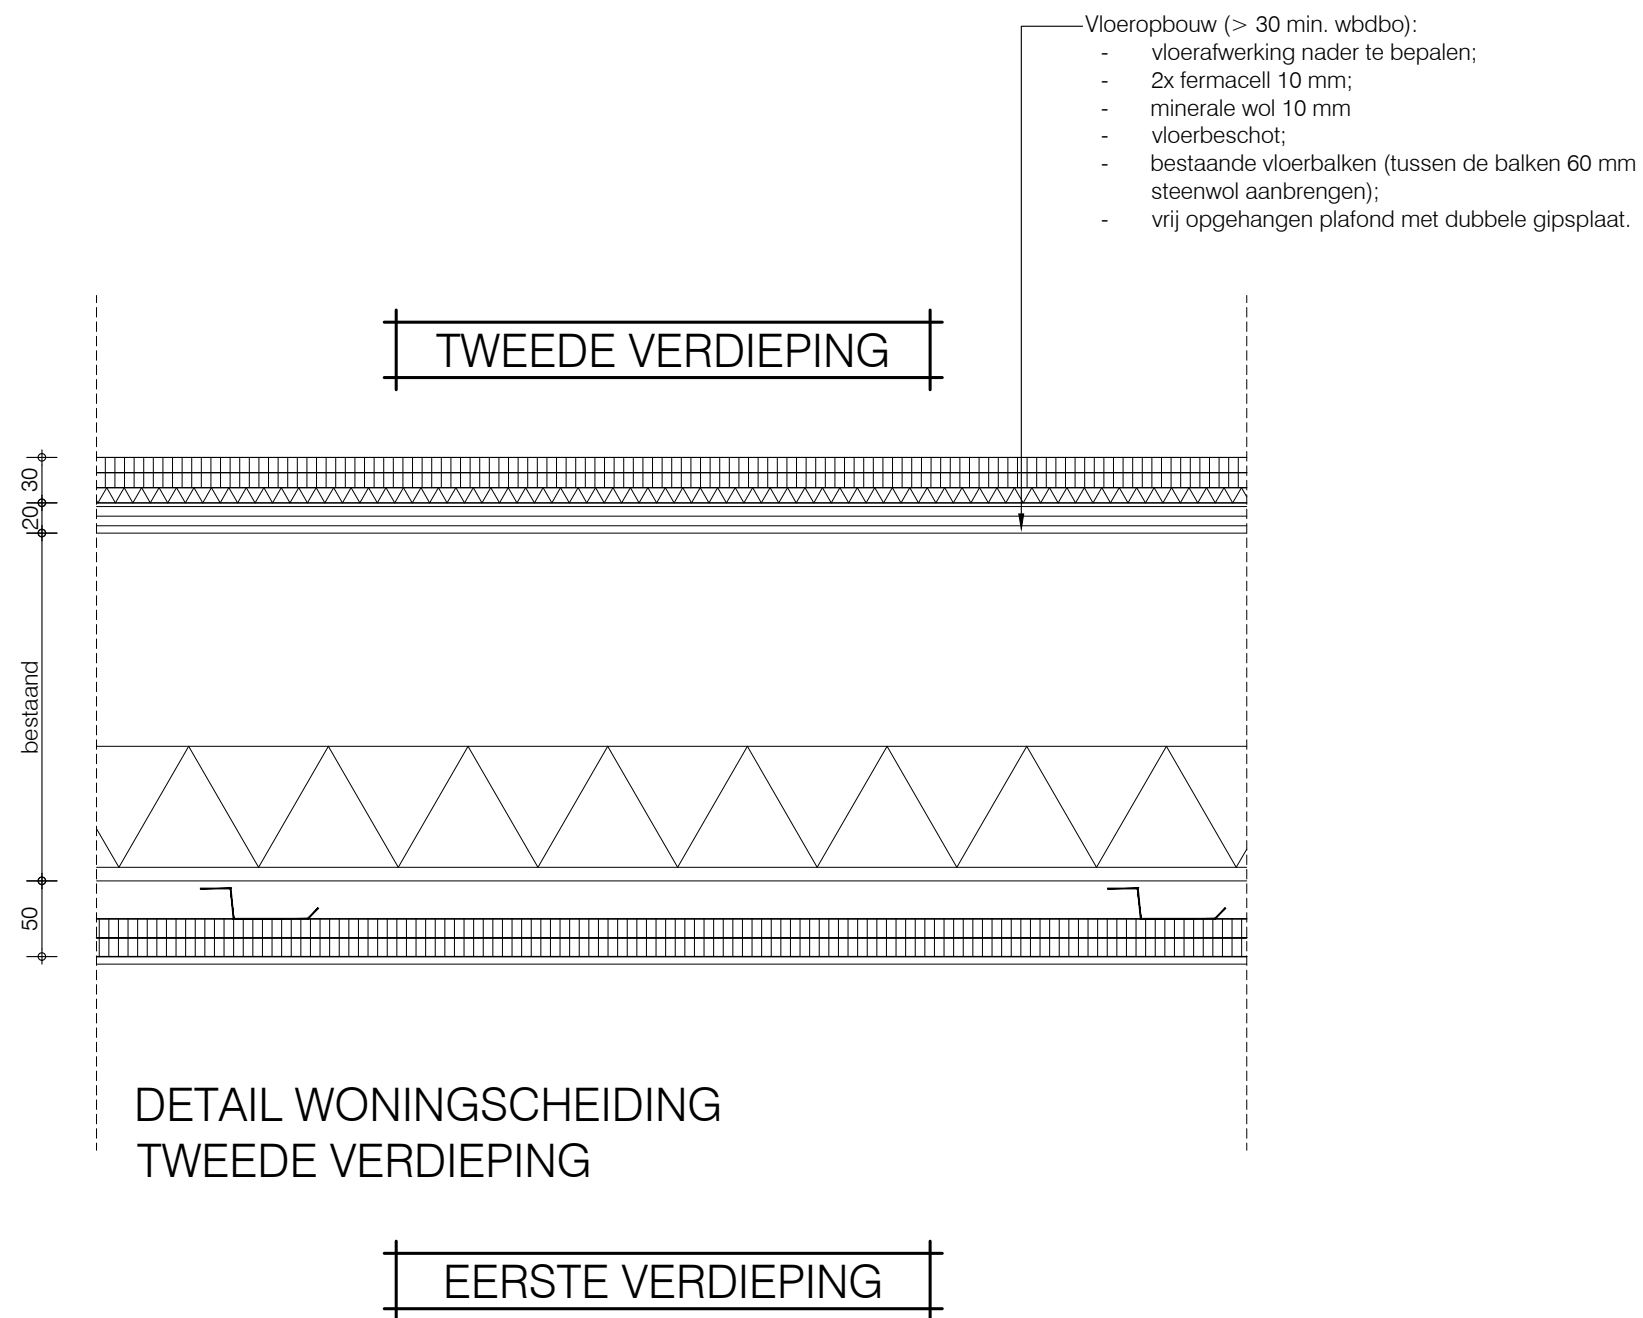 Vloeropbouw (> 30 min. wbdbo):
- vloerafwerking nader te bepalen;
- 2x fermacell 10 mm;
- minerale wol 10 mm
- vloerbeschot;
- bestaande vloerbalken (tussen de balken 60 mm
steenwol aanbrengen);
- vrij opgehangen plafond met dubbele gipsplaat.
TWEEDE VERDIEPING
30
20
bestaand
50
DETAIL WONINGSCHEIDING
TWEEDE VERDIEPING
EERSTE VERDIEPING